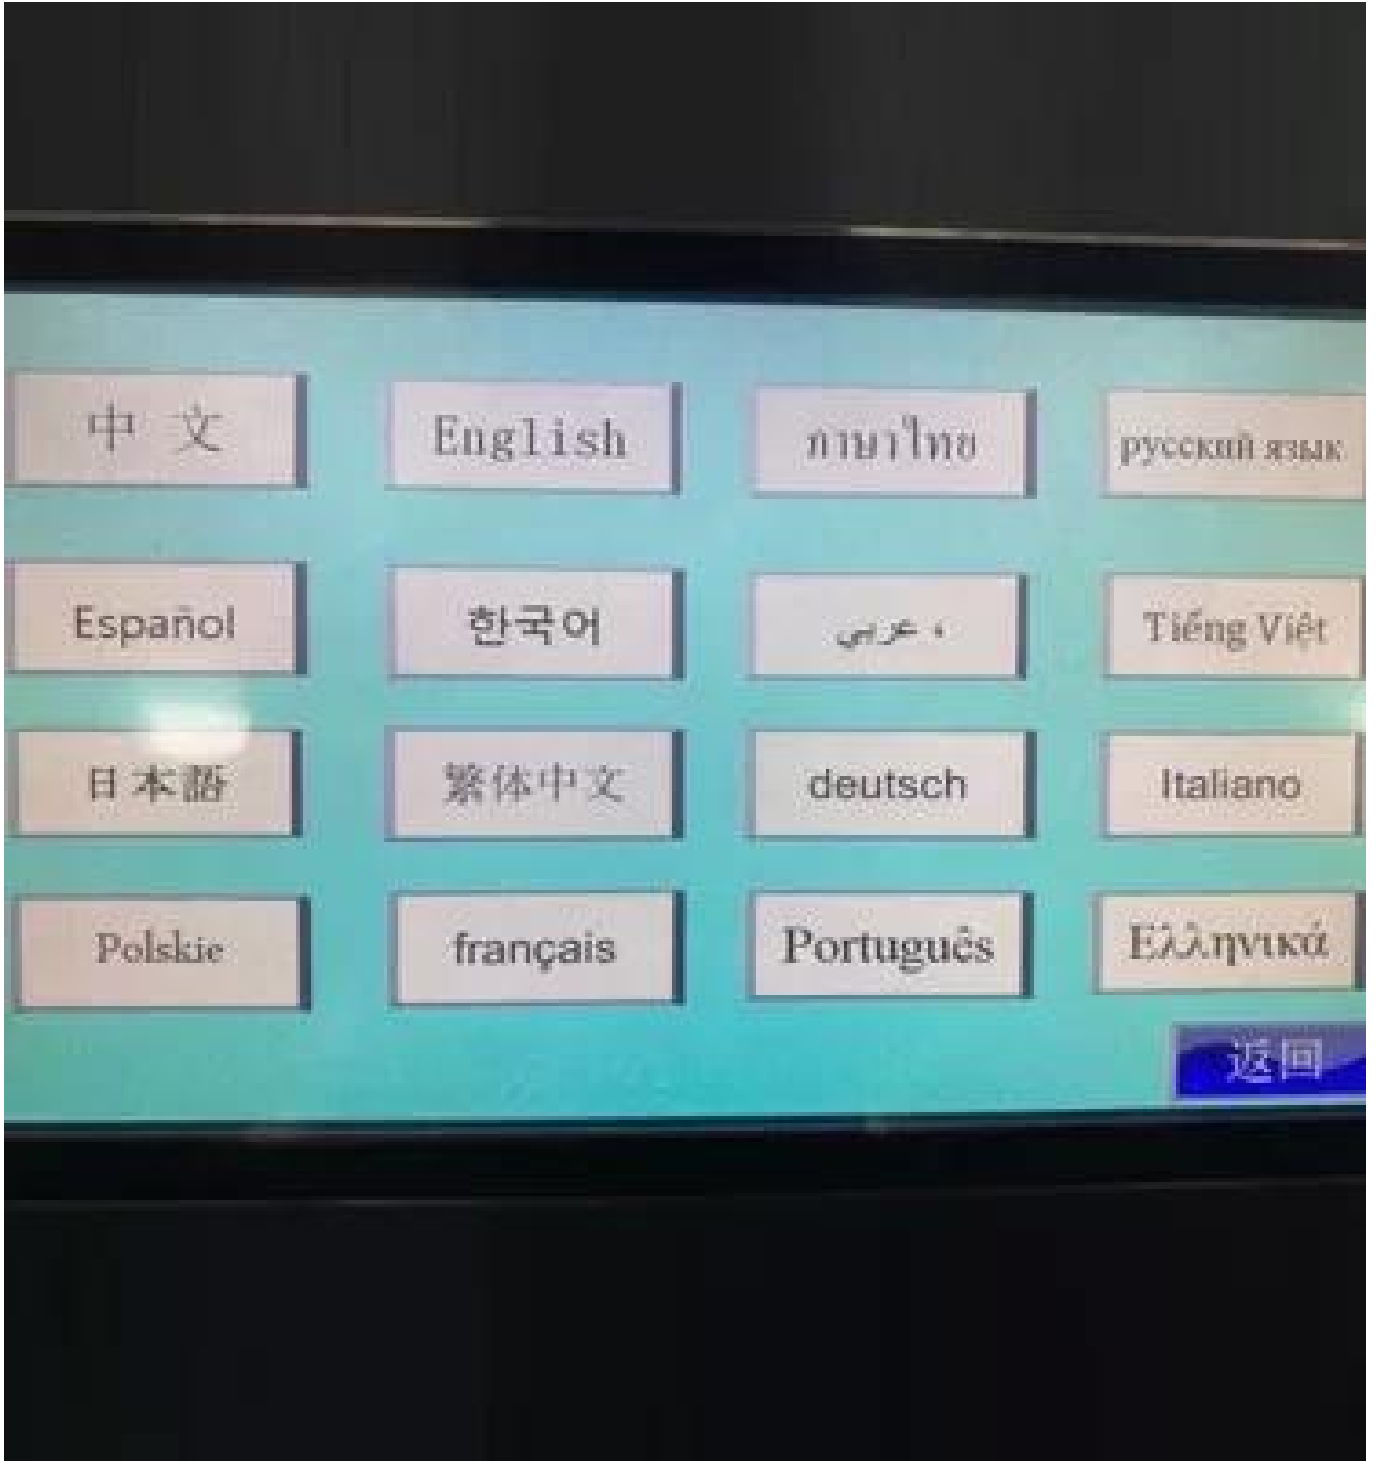 中文
English
ภาษาไทย
русский язык
Español
한국어
، عربي
Tiếng Việt
日本語
繁体中文
deutsch
Italiano
Polskie
français
Português
Ελληνικά
返回